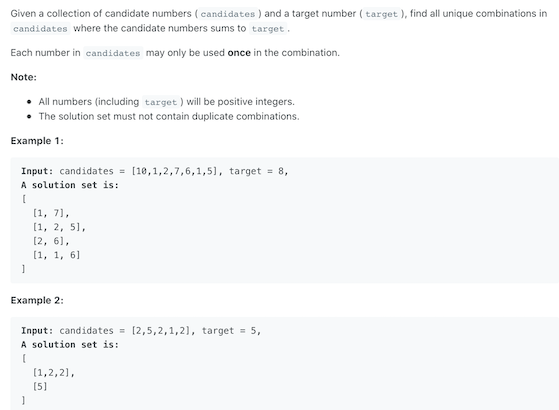 Given a collection of candidate numbers ( candidates ) and a target number ( target ), find all unique combinations in
candidates where the candidate numbers sums to target .
Each number in candidates may only be used once in the combination.
Note:
• All numbers (including target ) will be positive integers.
• The solution set must not contain duplicate combinations.
Example 1:
Input: candidates = [10,1,2,7,6,1,5], target = 8,
A solution set is:
[
  [1, 7],
  [1, 2, 5],
  [2, 6],
  [1, 1, 6]
]
Example 2:
Input: candidates = [2,5,2,1,2], target = 5,
A solution set is:
[
  [1,2,2],
  [5]
]